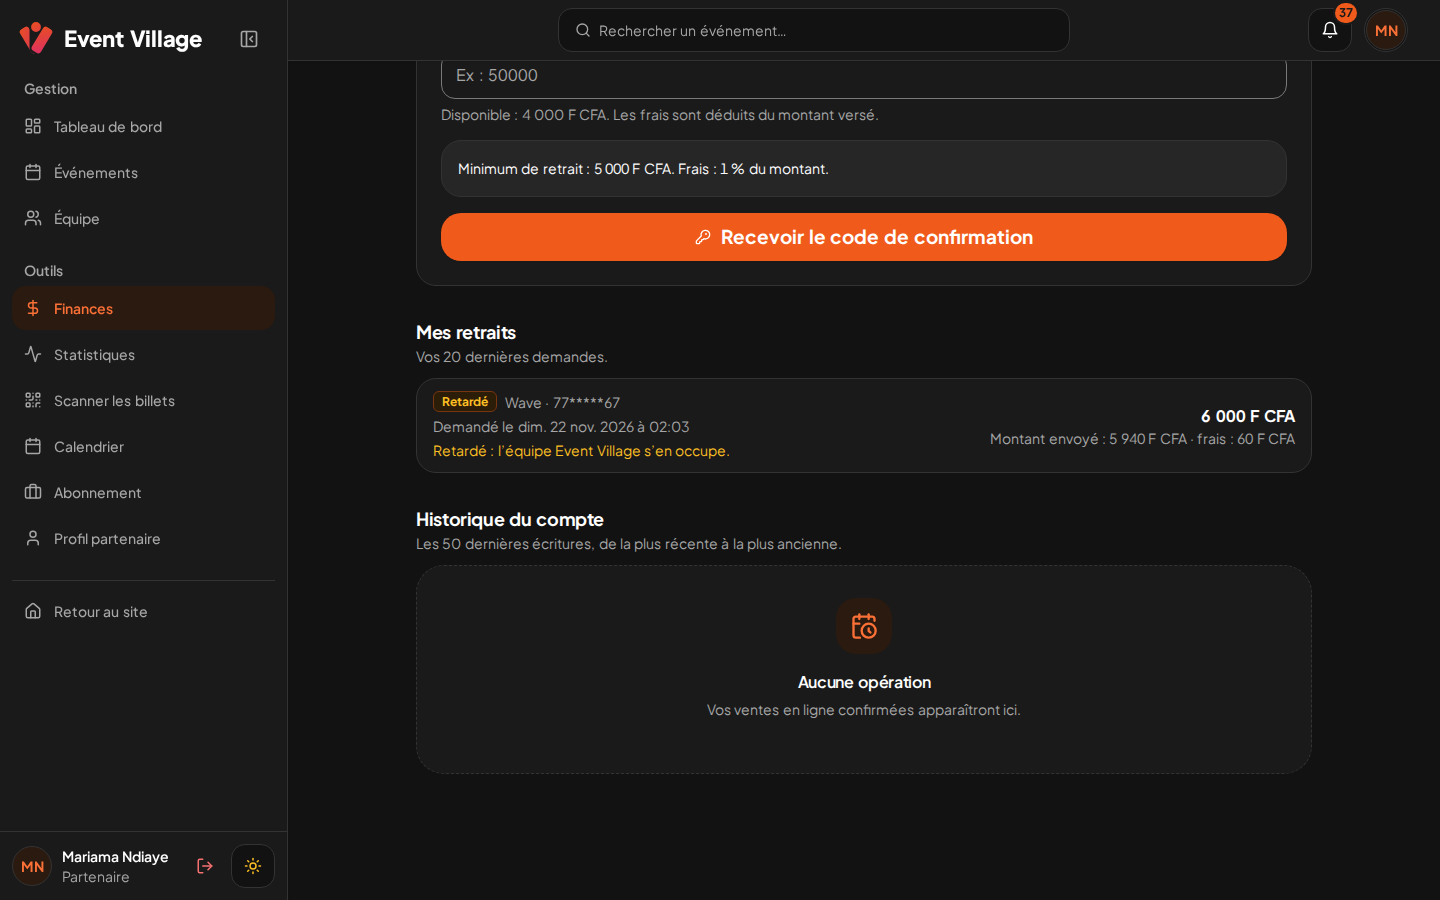 Event Village
Rechercher un événement...
37
MN
Gestion
Tableau de bord
Événements
Équipe
Outils
Finances
Statistiques
Scanner les billets
Calendrier
Abonnement
Profil partenaire
Retour au site
Mariama Ndiaye
Partenaire
MN
Ex : 50000
Disponible : 4 000 F CFA. Les frais sont déduits du montant versé.
Minimum de retrait : 5 000 F CFA. Frais : 1 % du montant.
Recevoir le code de confirmation
Mes retraits
Vos 20 dernières demandes.
Retardé Wave · 77*****67
Demandé le dim. 22 nov. 2026 à 02:03
Retardé : l'équipe Event Village s'en occupe.
6 000 F CFA
Montant envoyé : 5 940 F CFA · frais : 60 F CFA
Historique du compte
Les 50 dernières écritures, de la plus récente à la plus ancienne.
Aucune opération
Vos ventes en ligne confirmées apparaîtront ici.